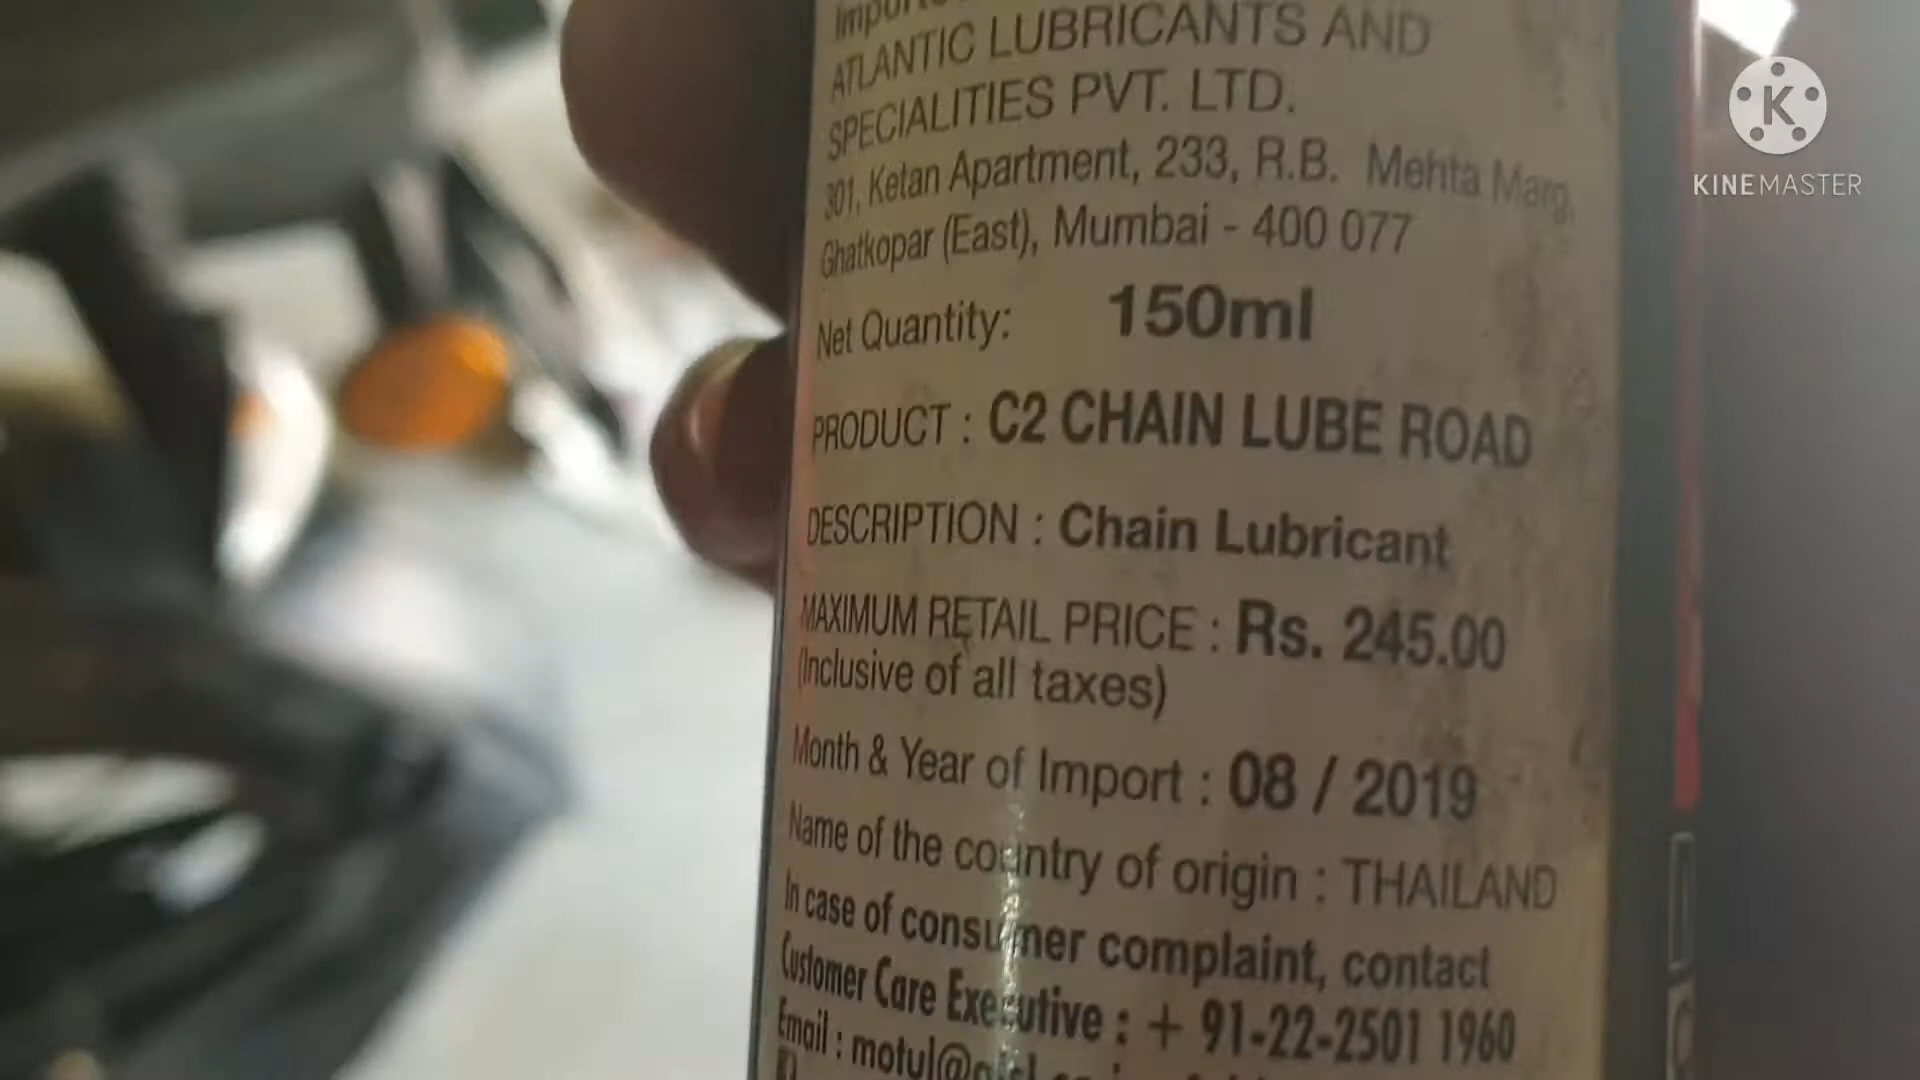 ATLANTIC LUBRICANTS AND
SPECIALITIES PVT. LTD.
301, Ketan Apartment, 233, R.B. Mehta Marg,
Ghatkopar (East), Mumbai - 400 077
Net Quantity: 150ml
PRODUCT : C2 CHAIN LUBE ROAD
DESCRIPTION : Chain Lubricant
MAXIMUM RETAIL PRICE : Rs. 245.00
(Inclusive of all taxes)
Month & Year of Import : 08 / 2019
Name of the country of origin : THAILAND
In case of consumer complaint, contact
Customer Care Executive : + 91-22-2501 1960
Email :
K
KINEMASTER